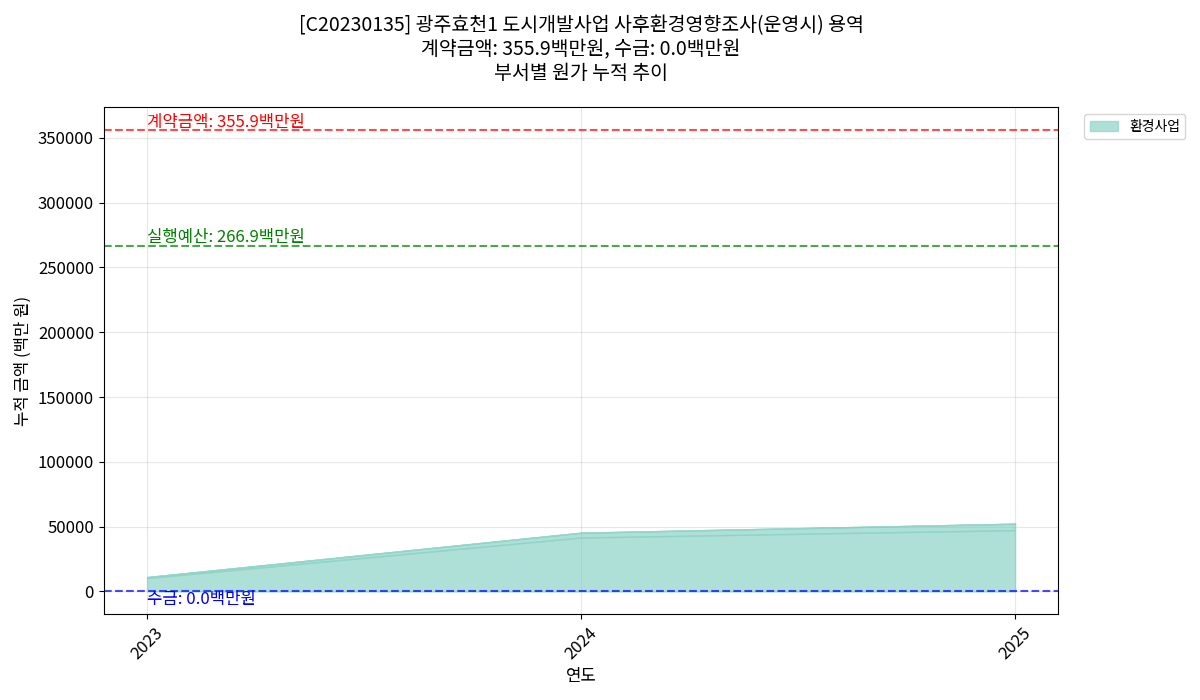 [C20230135] 광주효천1 도시개발사업 사후환경영향조사(운영시) 용역
계약금액: 355.9백만원, 수금: 0.0백만원
부서별 원가 누적 추이
계약금액: 355.9백만원
실행예산: 266.9백만원
수금: 0.0백만원
환경사업
누적 금액 (백만 원)
350000
300000
250000
200000
150000
100000
50000
0
2023
2024
2025
연도